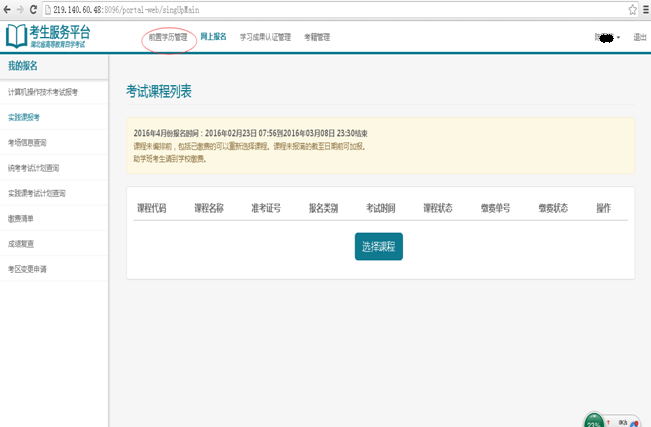 219.140.60.48:8096/portal-web/singUpMain
考生服务平台
湖北省高等教育自学考试
前置学历管理 网上报名 学习成果认证管理 考籍管理 退出
我的报名
计算机操作技术考试报考
实践课报考
考场信息查询
统考考试计划查询
实践课考试计划查询
缴费清单
成绩复查
考区变更申请
考试课程列表
2016年4月份报名时间：2016年02月23日 07:56到2016年03月08日 23:30结束
课程未编排前，包括已缴费的可以重新选择课程。课程未报满的截至日期前可加报。
助学班考生请到学校缴费。
课程代码 课程名称 准考证号 报名类别 考试时间 课程状态 缴费单号 缴费状态 操作
选择课程